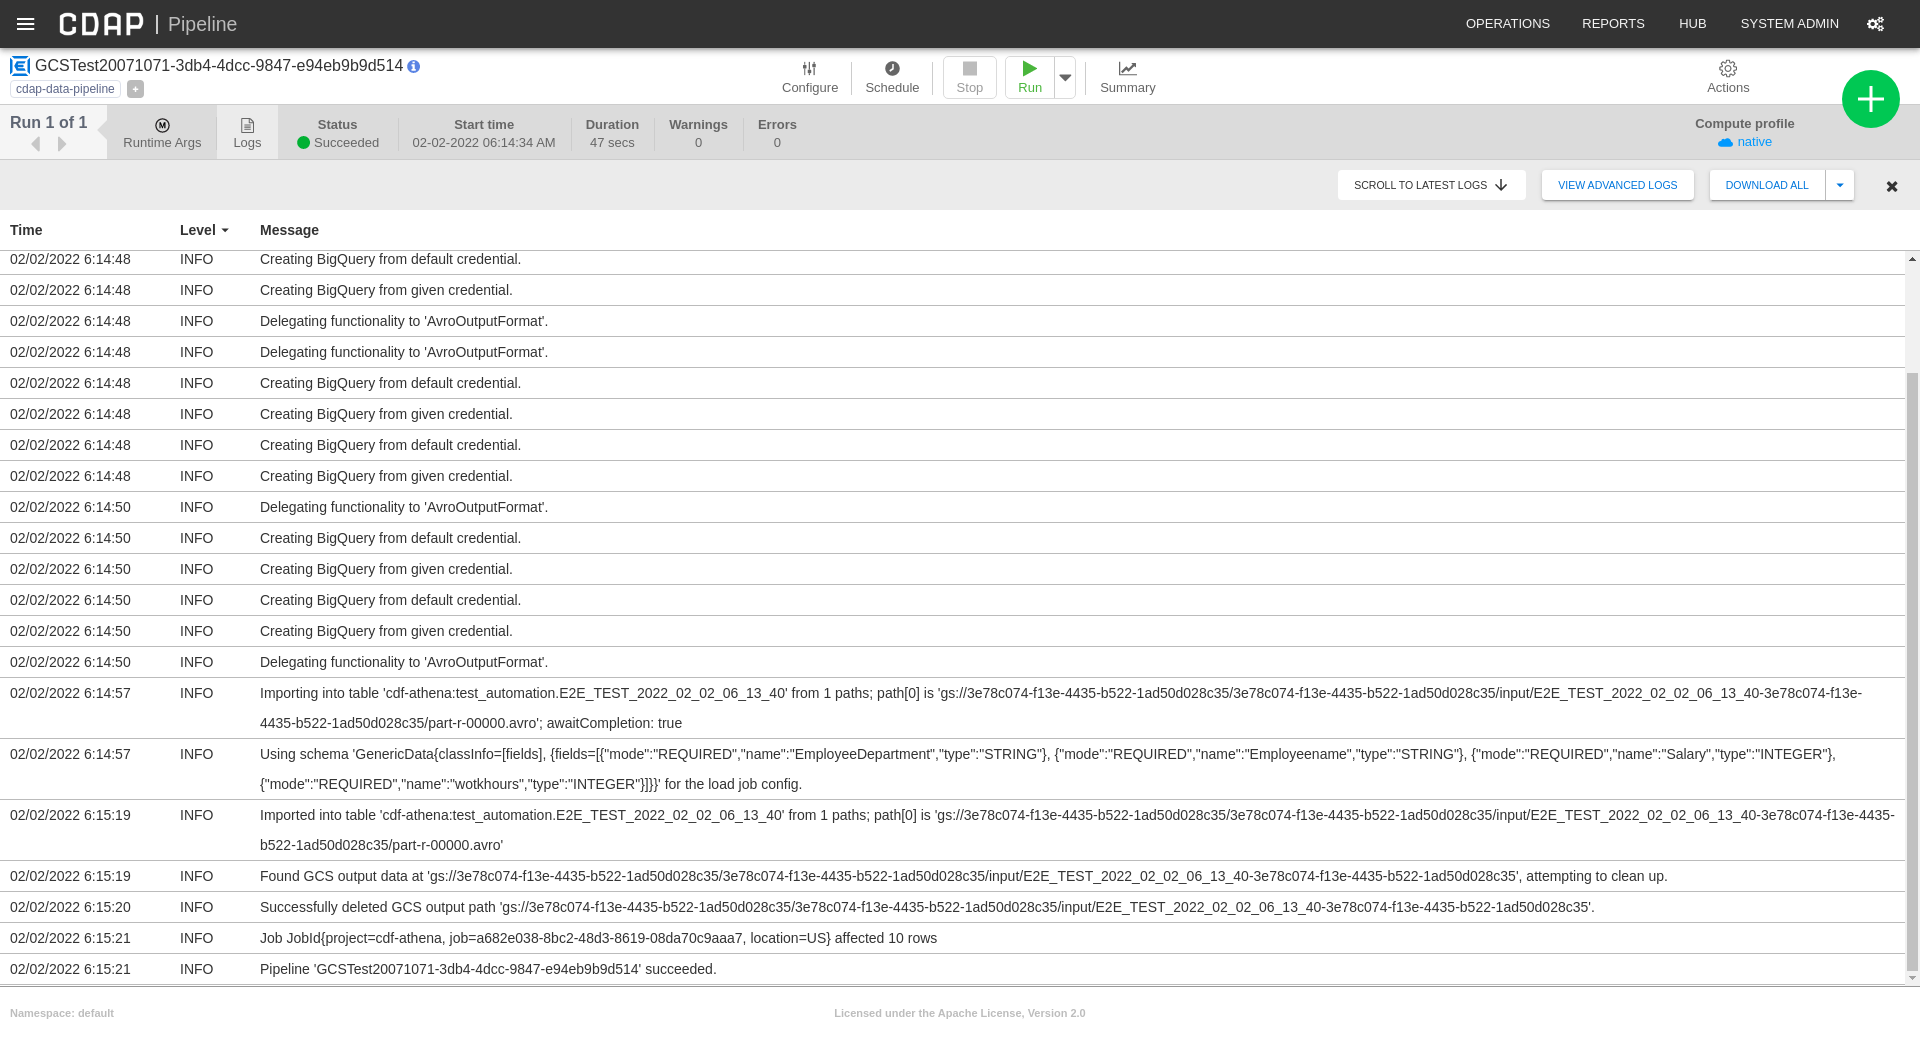 CDAP | Pipeline
OPERATIONS REPORTS HUB SYSTEM ADMIN
GCSTest20071071-3db4-4dcc-9847-e94eb9b9d514
cdap-data-pipeline +
Configure Schedule Stop Run Summary Actions
Run 1 of 1
Runtime Args
Logs
Status
Succeeded
Start time
02-02-2022 06:14:34 AM
Duration
47 secs
Warnings
0
Errors
0
Compute profile
native
SCROLL TO LATEST LOGS VIEW ADVANCED LOGS DOWNLOAD ALL
Time Level Message
02/02/2022 6:14:48 INFO Creating BigQuery from default credential.
02/02/2022 6:14:48 INFO Creating BigQuery from given credential.
02/02/2022 6:14:48 INFO Delegating functionality to 'AvroOutputFormat'.
02/02/2022 6:14:48 INFO Delegating functionality to 'AvroOutputFormat'.
02/02/2022 6:14:48 INFO Creating BigQuery from default credential.
02/02/2022 6:14:48 INFO Creating BigQuery from given credential.
02/02/2022 6:14:48 INFO Creating BigQuery from default credential.
02/02/2022 6:14:48 INFO Creating BigQuery from given credential.
02/02/2022 6:14:50 INFO Delegating functionality to 'AvroOutputFormat'.
02/02/2022 6:14:50 INFO Creating BigQuery from default credential.
02/02/2022 6:14:50 INFO Creating BigQuery from given credential.
02/02/2022 6:14:50 INFO Creating BigQuery from default credential.
02/02/2022 6:14:50 INFO Creating BigQuery from given credential.
02/02/2022 6:14:50 INFO Delegating functionality to 'AvroOutputFormat'.
02/02/2022 6:14:57 INFO Importing into table 'cdf-athena:test_automation.E2E_TEST_2022_02_02_06_13_40' from 1 paths; path[0] is 'gs://3e78c074-f13e-4435-b522-1ad50d028c35/3e78c074-f13e-4435-b522-1ad50d028c35/input/E2E_TEST_2022_02_02_06_13_40-3e78c074-f13e-
4435-b522-1ad50d028c35/part-r-00000.avro'; awaitCompletion: true
02/02/2022 6:14:57 INFO Using schema 'GenericData{classInfo=[fields], {fields=[{"mode":"REQUIRED","name":"EmployeeDepartment","type":"STRING"}, {"mode":"REQUIRED","name":"Employeename","type":"STRING"}, {"mode":"REQUIRED","name":"Salary","type":"INTEGER"},
{"mode":"REQUIRED","name":"wotkhours","type":"INTEGER"}]}}' for the load job config.
02/02/2022 6:15:19 INFO Imported into table 'cdf-athena:test_automation.E2E_TEST_2022_02_02_06_13_40' from 1 paths; path[0] is 'gs://3e78c074-f13e-4435-b522-1ad50d028c35/3e78c074-f13e-4435-b522-1ad50d028c35/input/E2E_TEST_2022_02_02_06_13_40-3e78c074-f13e-4435-
b522-1ad50d028c35/part-r-00000.avro'
02/02/2022 6:15:19 INFO Found GCS output data at 'gs://3e78c074-f13e-4435-b522-1ad50d028c35/3e78c074-f13e-4435-b522-1ad50d028c35/input/E2E_TEST_2022_02_02_06_13_40-3e78c074-f13e-4435-b522-1ad50d028c35', attempting to clean up.
02/02/2022 6:15:20 INFO Successfully deleted GCS output path 'gs://3e78c074-f13e-4435-b522-1ad50d028c35/3e78c074-f13e-4435-b522-1ad50d028c35/input/E2E_TEST_2022_02_02_06_13_40-3e78c074-f13e-4435-b522-1ad50d028c35'.
02/02/2022 6:15:21 INFO Job JobId{project=cdf-athena, job=a682e038-8bc2-48d3-8619-08da70c9aaa7, location=US} affected 10 rows
02/02/2022 6:15:21 INFO Pipeline 'GCSTest20071071-3db4-4dcc-9847-e94eb9b9d514' succeeded.
Namespace: default Licensed under the Apache License, Version 2.0